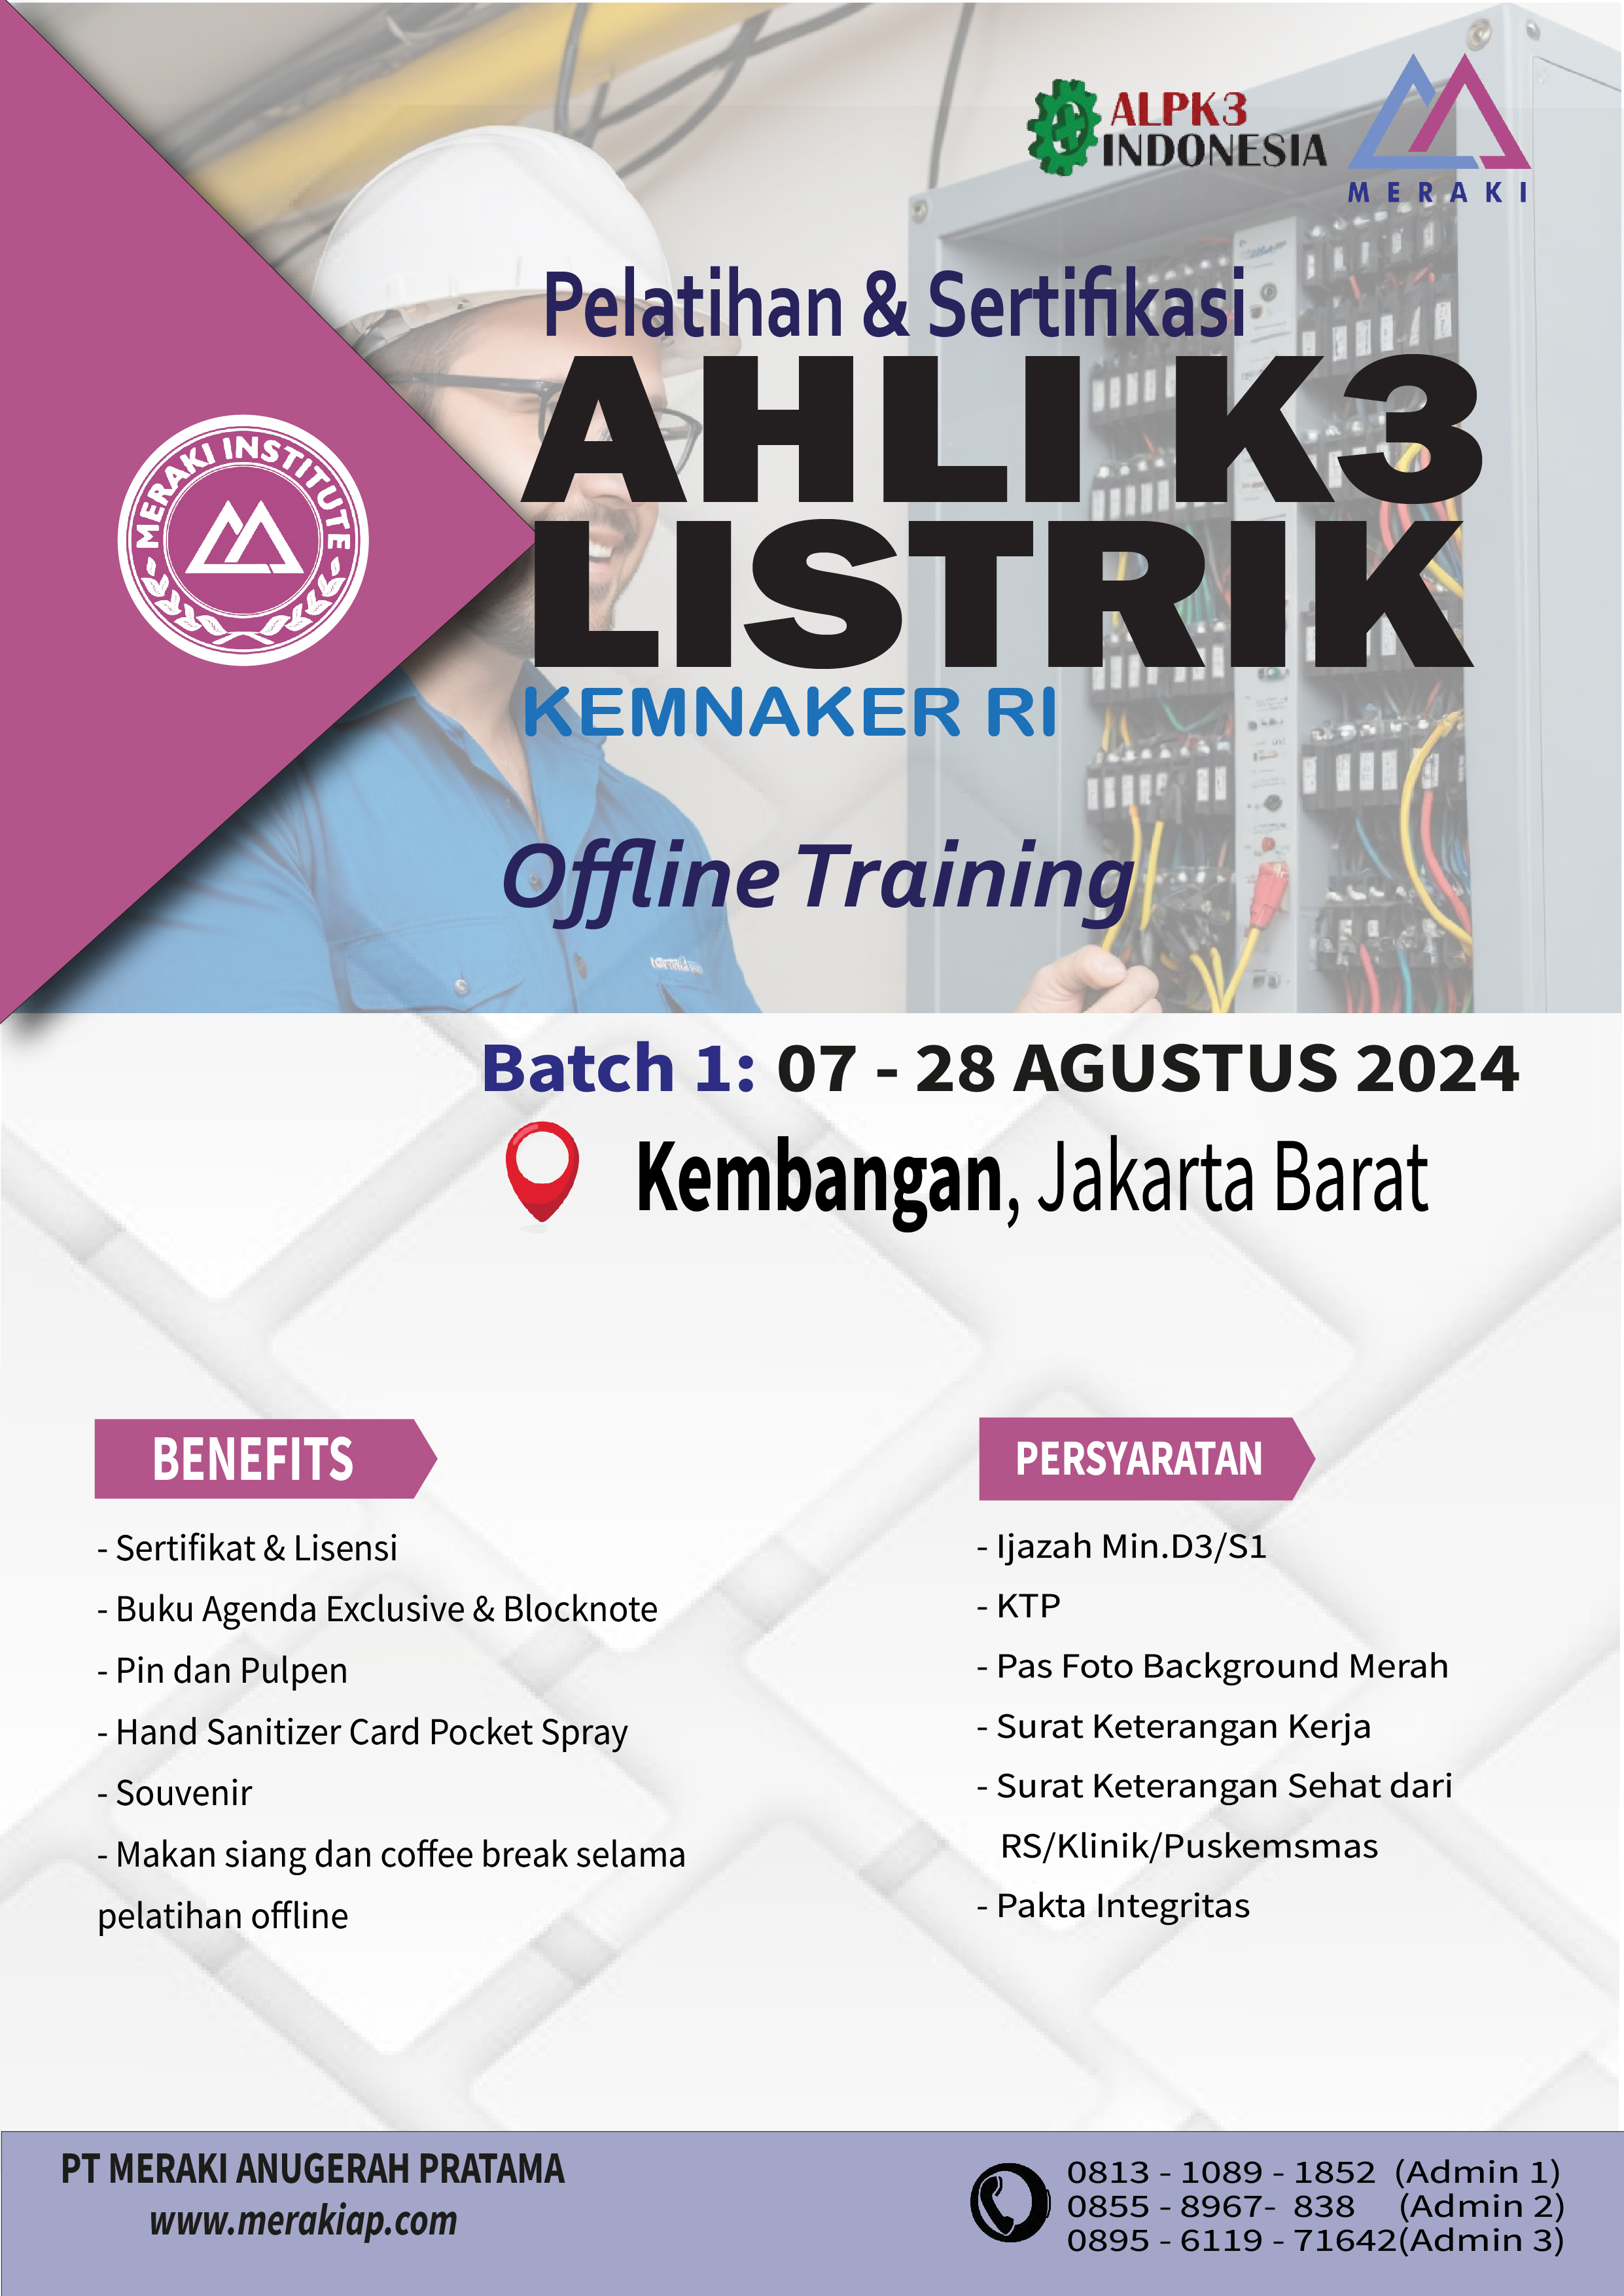 ALPK3
INDONESIA
MERAKI
Pelatihan & Sertifikasi
AHLI K3
LISTRIK
MERAKI INSTITUTE
KEMNAKER RI
Offline Training
Batch 1: 07 - 28 AGUSTUS 2024
Kembangan, Jakarta Barat
BENEFITS
- Sertifikat & Lisensi
- Buku Agenda Exclusive & Blocknote
- Pin dan Pulpen
- Hand Sanitizer Card Pocket Spray
- Souvenir
- Makan siang dan coffee break selama
pelatihan offline
PERSYARATAN
- Ijazah Min.D3/S1
- KTP
- Pas Foto Background Merah
- Surat Keterangan Kerja
- Surat Keterangan Sehat dari
RS/Klinik/Puskemsmas
- Pakta Integritas
PT MERAKI ANUGERAH PRATAMA
www.merakiap.com
0813 - 1089 - 1852 (Admin 1)
0855 - 8967- 838 (Admin 2)
0895 - 6119 - 71642(Admin 3)